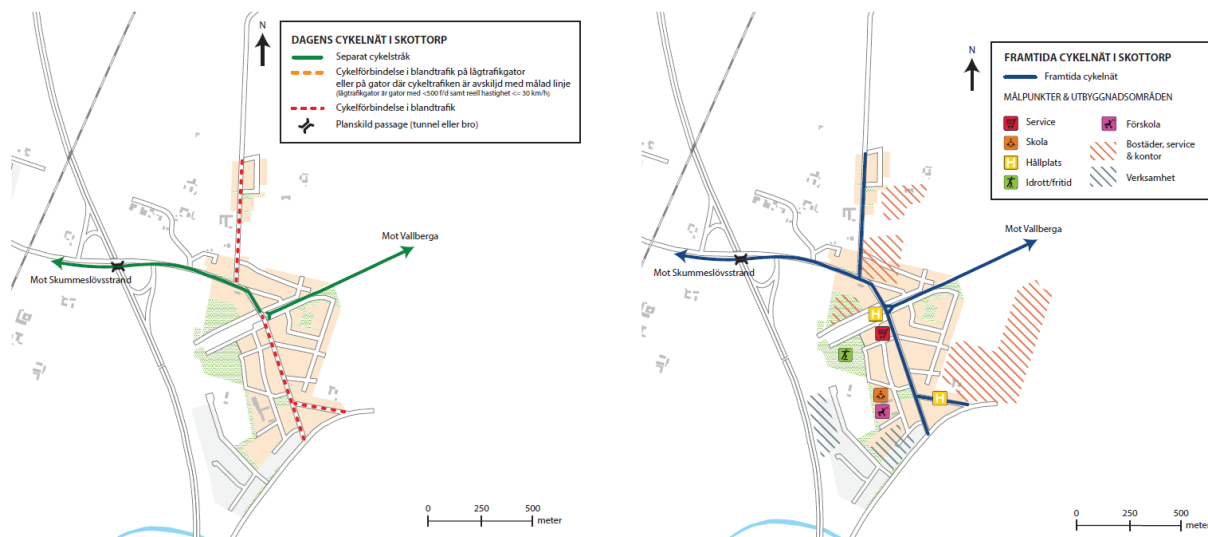 N
DAGENS CYKELNÄT I SKOTTORP
Separat cykelstråk
Cykelförbindelse i blandtrafik på lågtrafikgator
eller på gator där cykeltrafiken är avskiljd med målad linje
(lågtrafikgator är gator med <500 f/d samt reell hastighet <= 30 km/h)
Cykelförbindelse i blandtrafik
Planskild passage (tunnel eller bro)
Mot Vallberga
Mot Skummeslövsstrand
0 250 500
meter
N
FRAMTIDA CYKELNÄT I SKOTTORP
Framtida cykelnät
MÅLPUNKTER & UTBYGGNADSOMRÅDEN
Service
Förskola
Skola
Bostäder, service
& kontor
H Hållplats
Idrott/fritid
Verksamhet
Mot Vallberga
Mot Skummeslövsstrand
H
H
0 250 500
meter